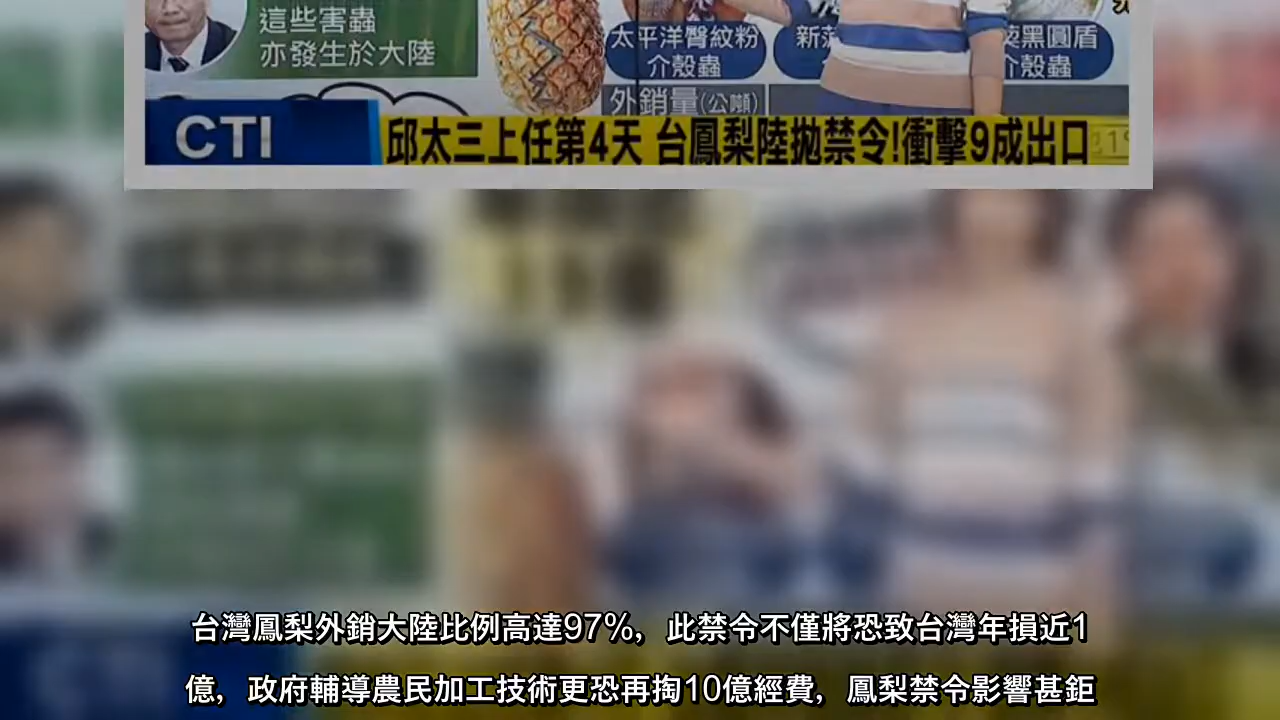 這些害蟲
亦發生於大陸
太平洋臀紋粉
介殼蟲
外銷量(公噸)
CTI
邱太三上任第4天 台鳳梨陸拋禁令!衝擊9成出口
台灣鳳梨外銷大陸比例高達97%，此禁令不僅將恐致台灣年損近1
億，政府輔導農民加工技術更恐再掏10億經費，鳳梨禁令影響甚鉅